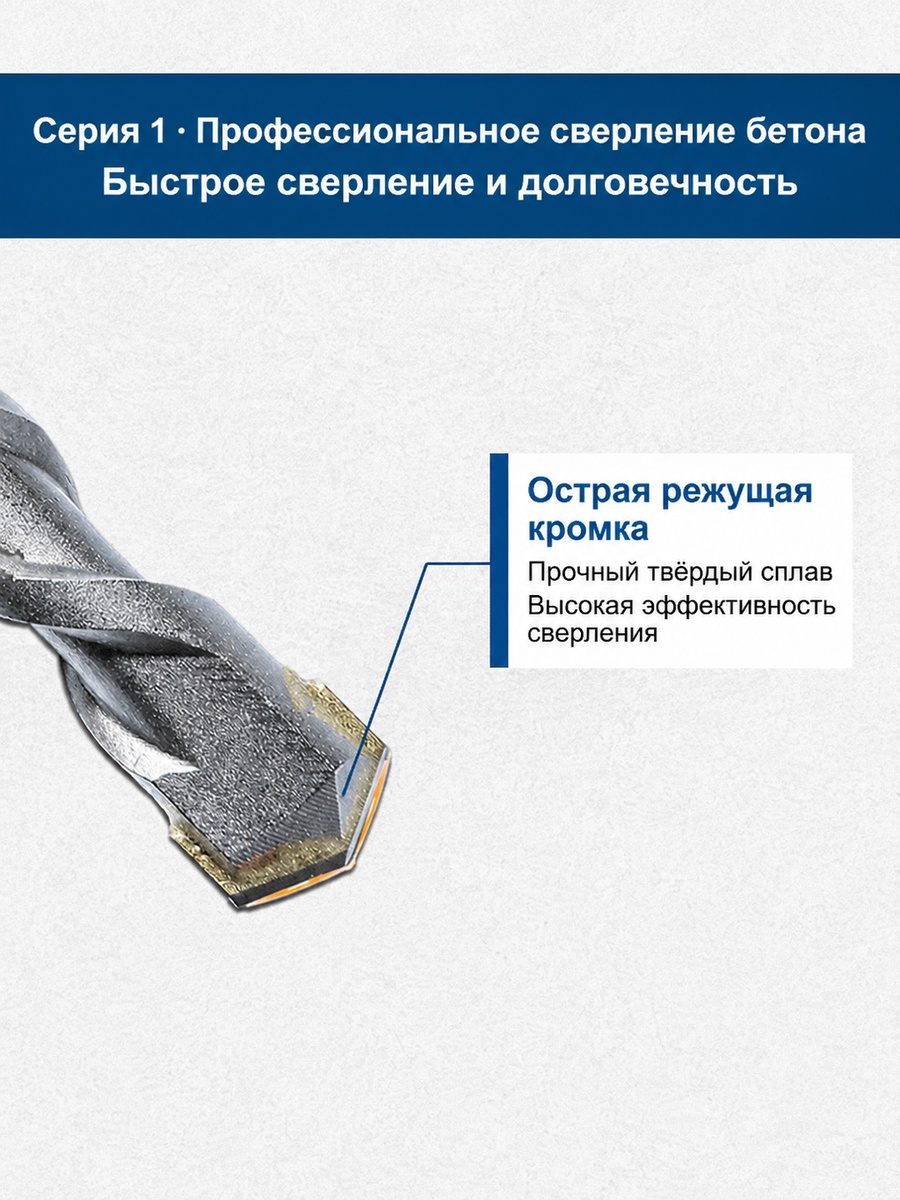 Серия 1 · Профессиональное сверление бетона
Быстрое сверление и долговечность
Острая режущая
кромка
Прочный твёрдый сплав
Высокая эффективность
сверления